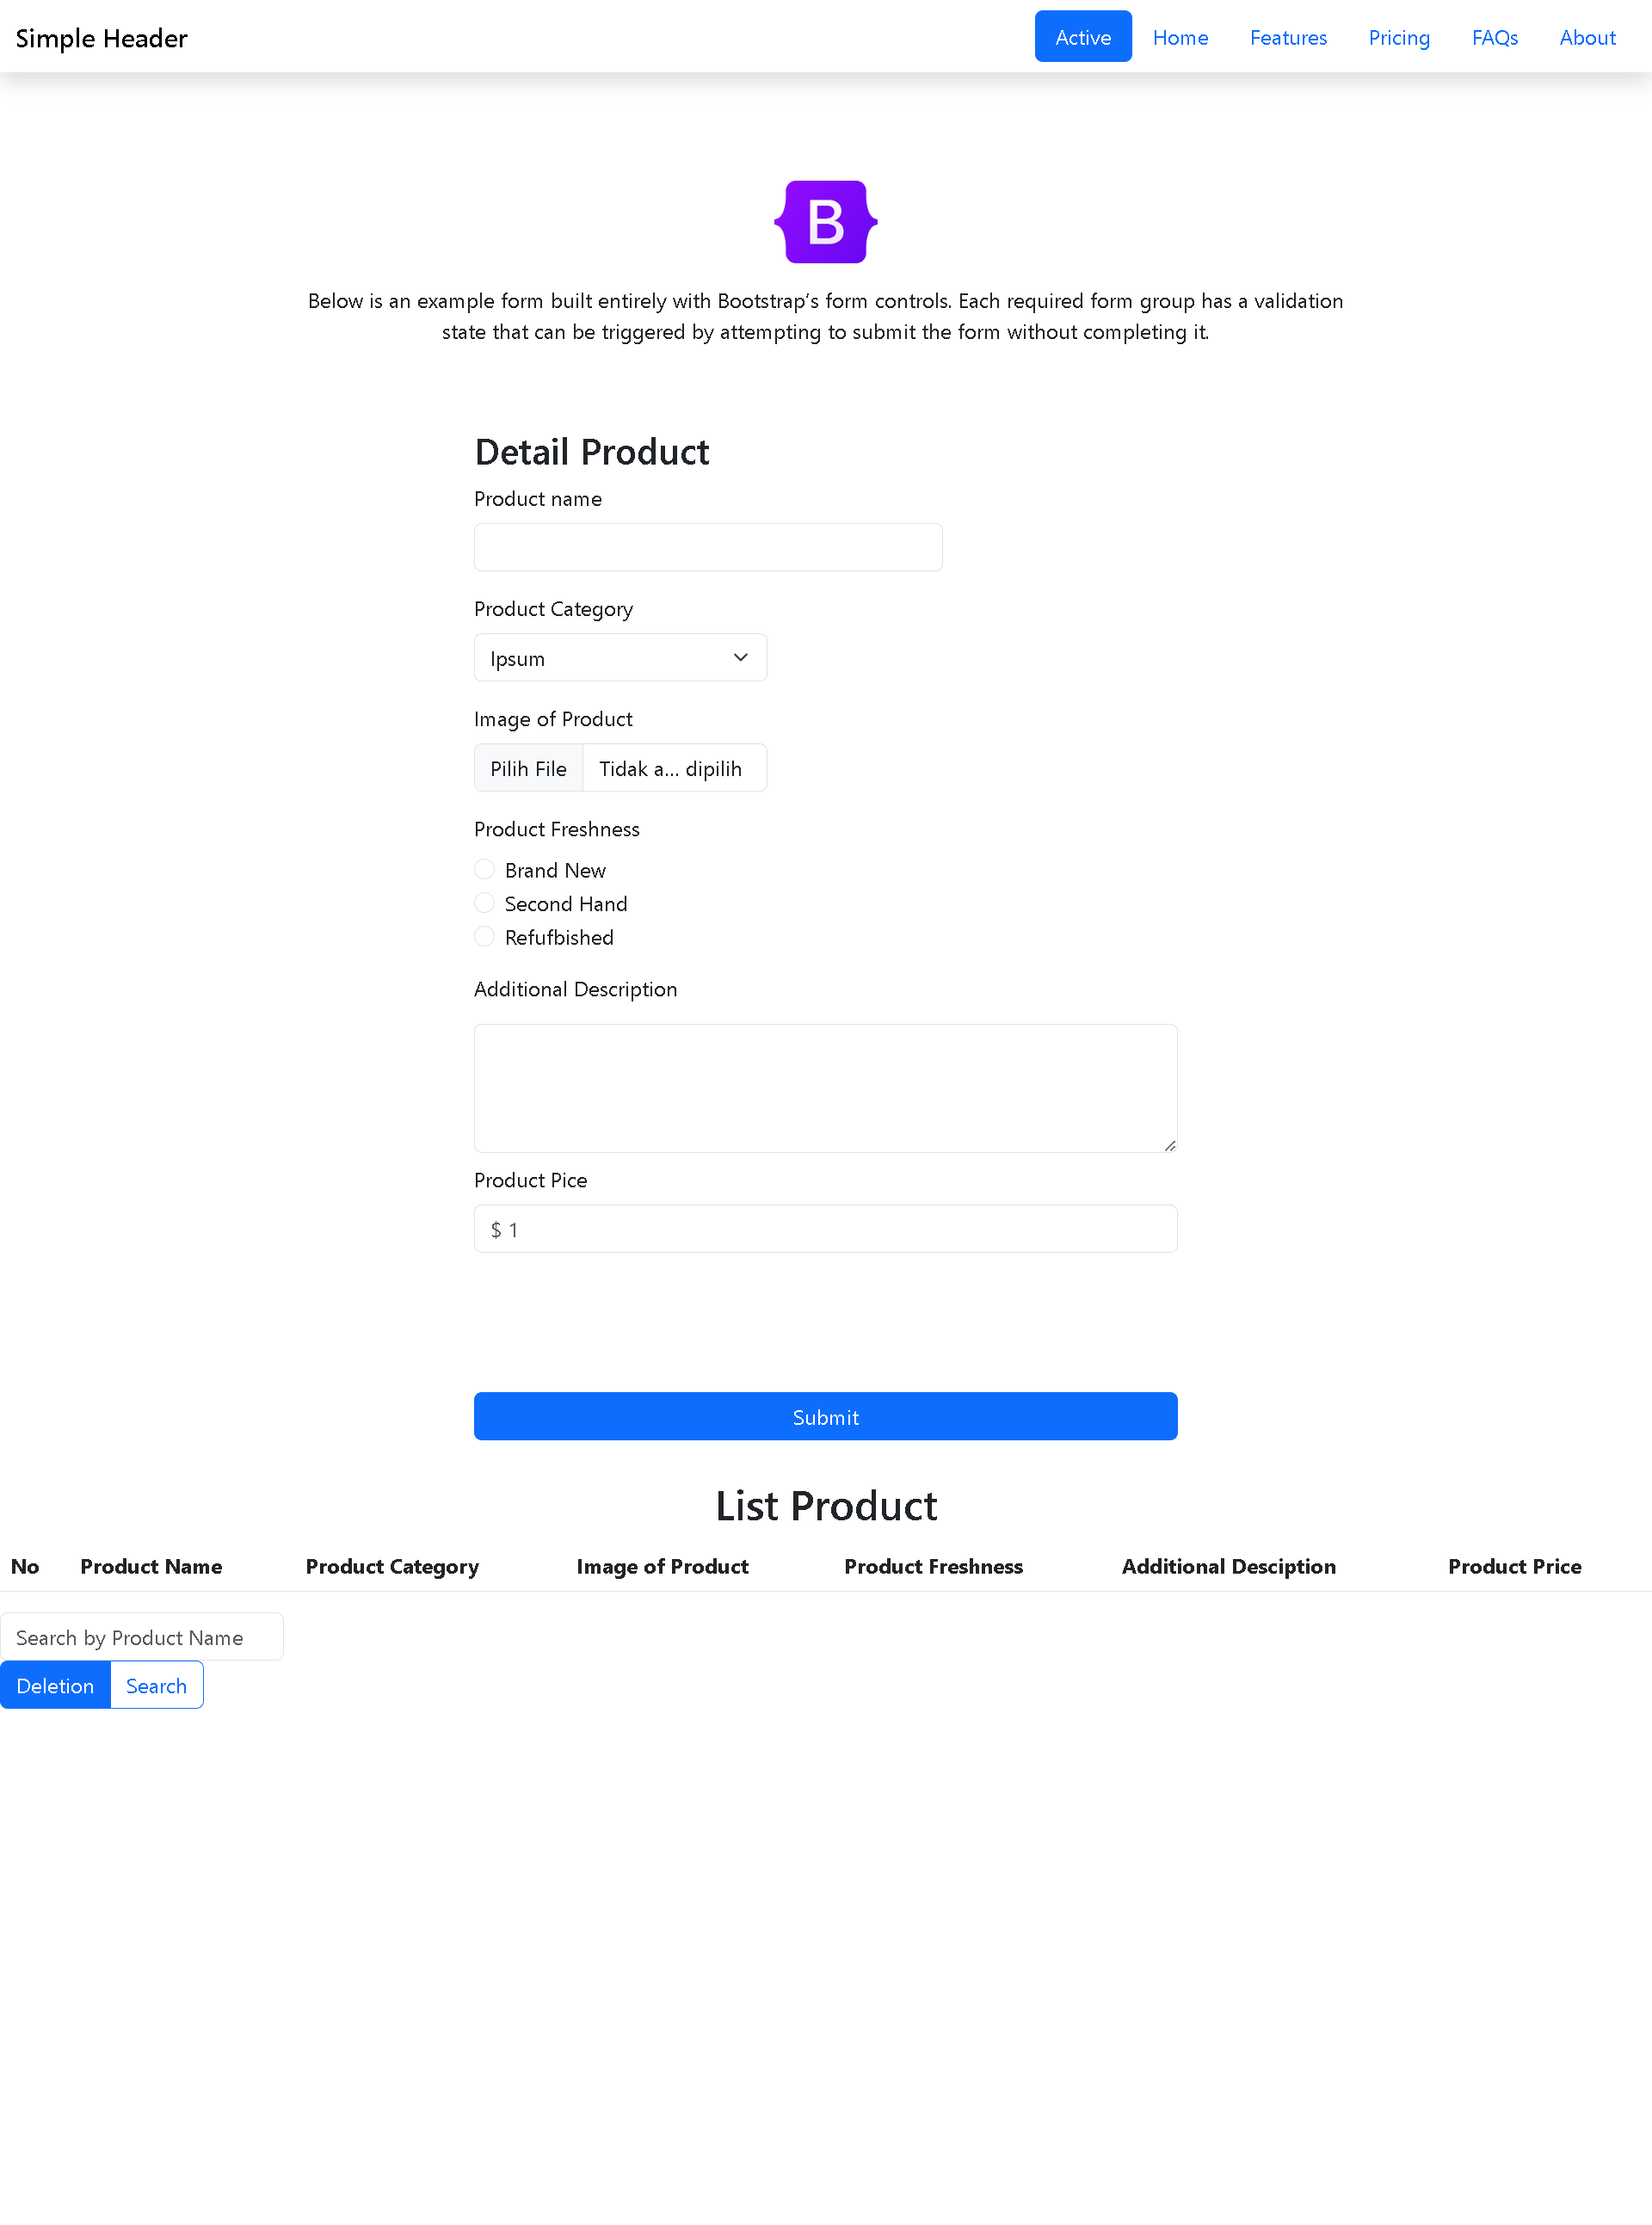 Simple Header
Active Home Features Pricing FAQs About
B
Below is an example form built entirely with Bootstrap’s form controls. Each required form group has a validation
state that can be triggered by attempting to submit the form without completing it.
Detail Product
Product name
Product Category
Ipsum
Image of Product
Pilih File Tidak a... dipilih
Product Freshness
Brand New
Second Hand
Refufbished
Additional Description
Product Pice
$ 1
Submit
List Product
No Product Name Product Category Image of Product Product Freshness Additional Desciption Product Price
Search by Product Name
Deletion Search